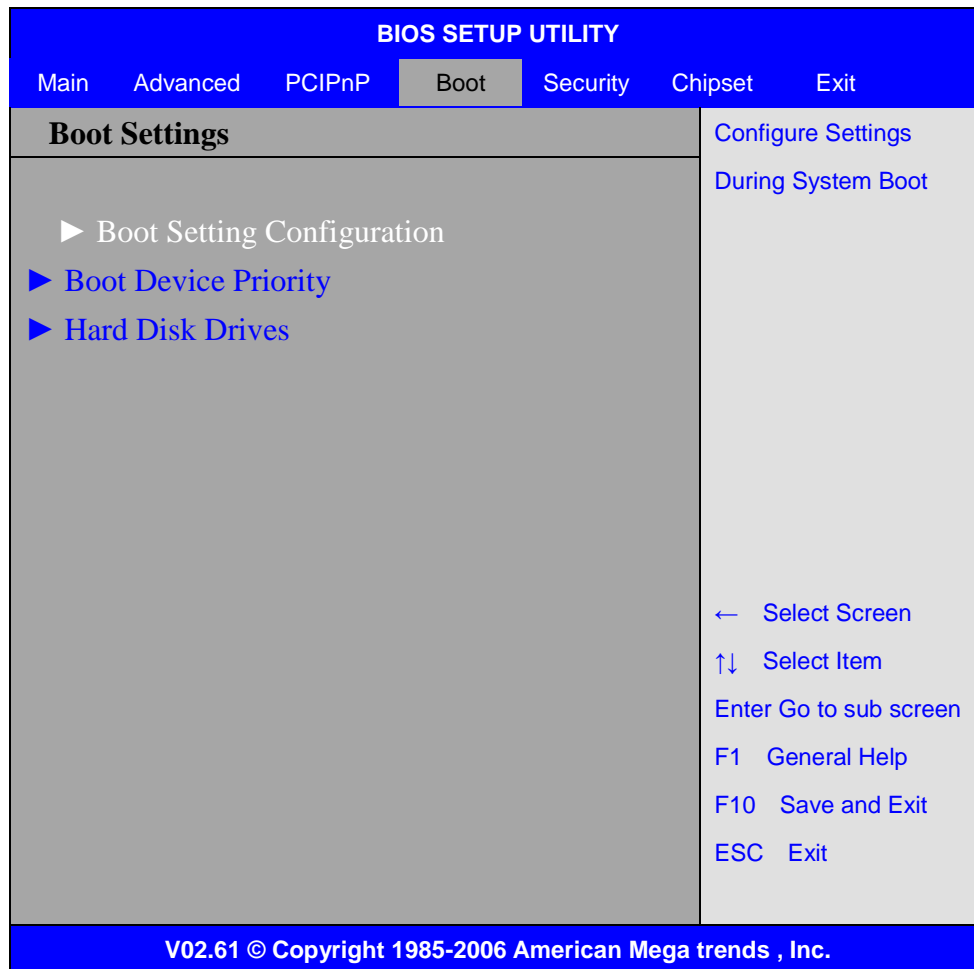 BIOS SETUP UTILITY
Main Advanced PCIPnP Boot Security Chipset Exit
Boot Settings
► Boot Setting Configuration
► Boot Device Priority
► Hard Disk Drives
Configure Settings
During System Boot
← Select Screen
↑↓ Select Item
Enter Go to sub screen
F1 General Help
F10 Save and Exit
ESC Exit
V02.61 © Copyright 1985-2006 American Mega trends , Inc.